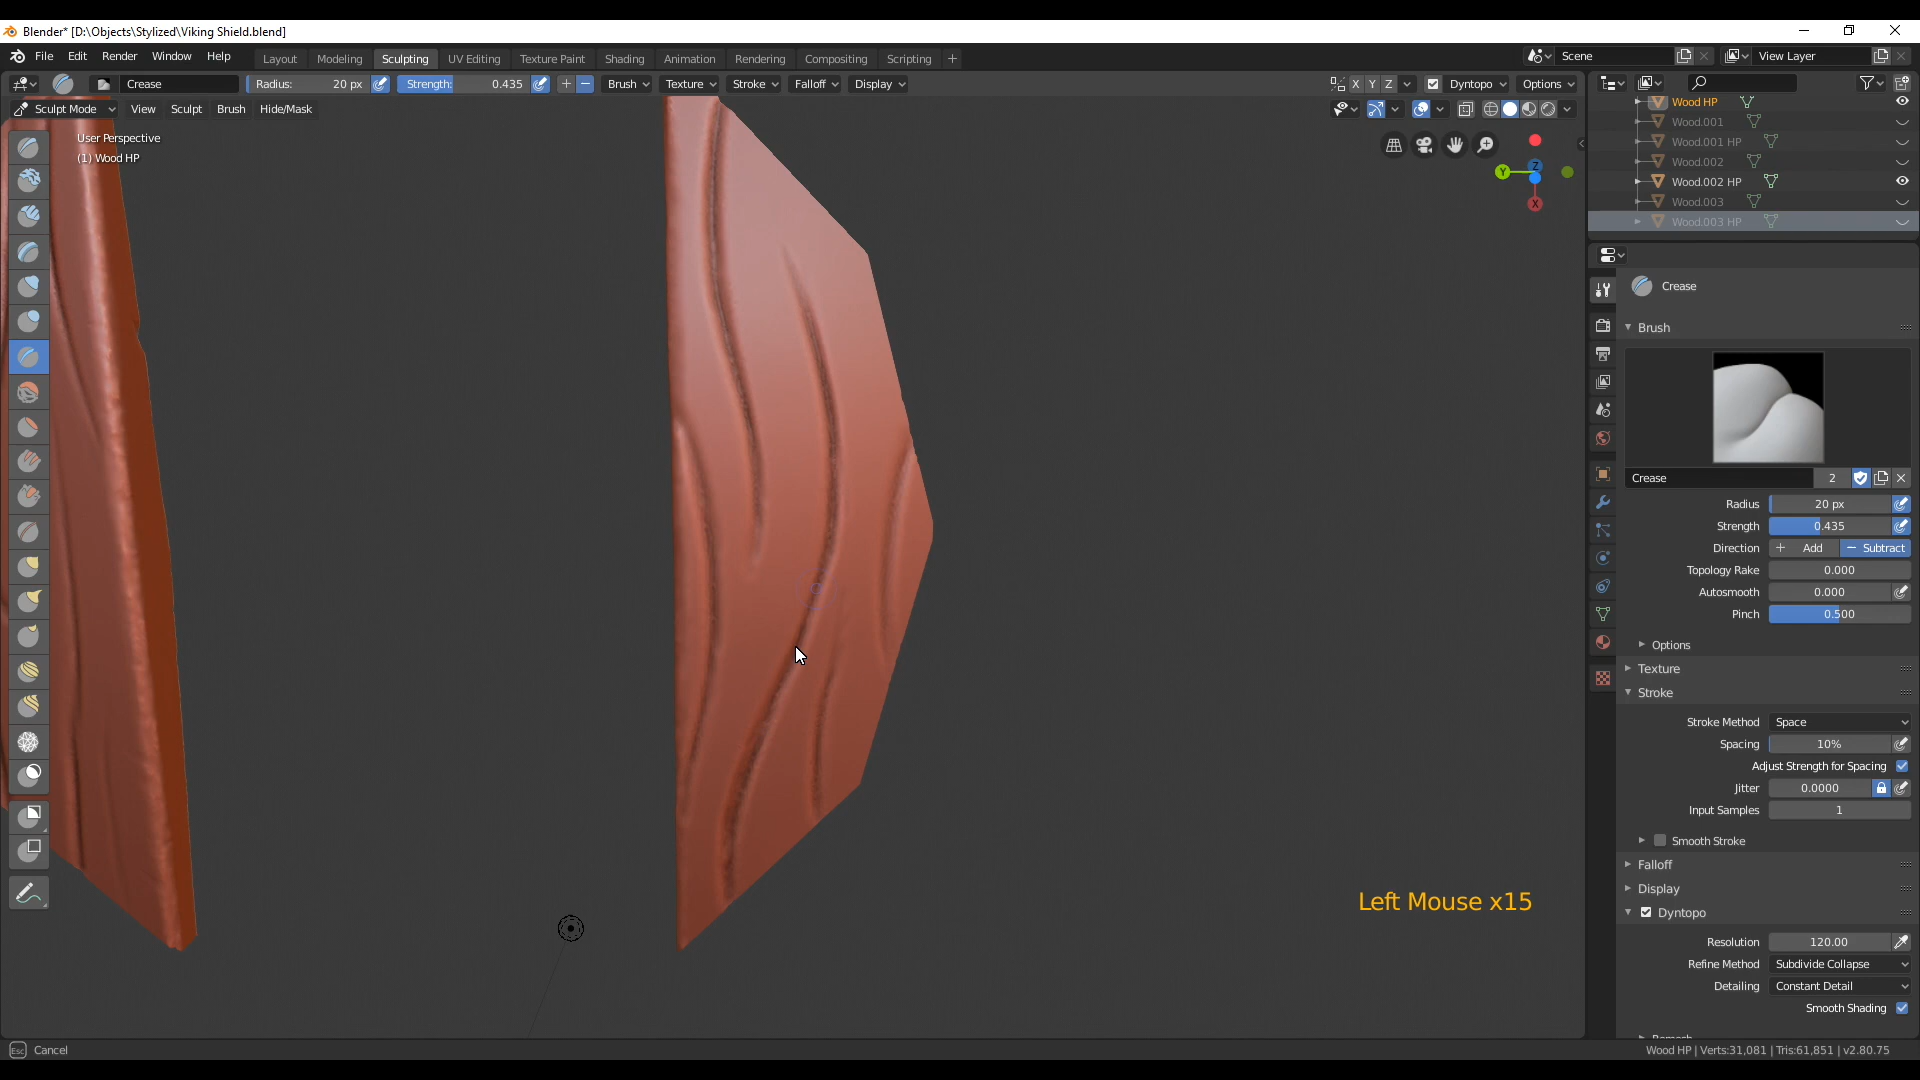 Blender* [D:\Objects\Stylized\Viking Shield.blend]
File Edit Render Window Help Layout Modeling Sculpting UV Editing Texture Paint Shading Animation Rendering Compositing Scripting + Scene View Layer
Crease Radius: 20 px Strength: 0.435 + − Brush Texture Stroke Falloff Display X Y Z Dyntopo Options
Sculpt Mode View Sculpt Brush Hide/Mask
User Perspective
(1) Wood HP
Z
Y
X
Wood HP
Wood.001
Wood.001 HP
Wood.002
Wood.002 HP
Wood.003
Wood.003 HP
Crease
Brush
Crease 2
Radius 20 px
Strength 0.435
Direction + Add − Subtract
Topology Rake 0.000
Autosmooth 0.000
Pinch 0.500
Options
Texture
Stroke
Stroke Method Space
Spacing 10%
Adjust Strength for Spacing
Jitter 0.0000
Input Samples 1
Smooth Stroke
Falloff
Display
Dyntopo
Resolution 120.00
Refine Method Subdivide Collapse
Detailing Constant Detail
Smooth Shading
Left Mouse x15
Esc Cancel
Wood HP | Verts:31,081 | Tris:61,851 | v2.80.75